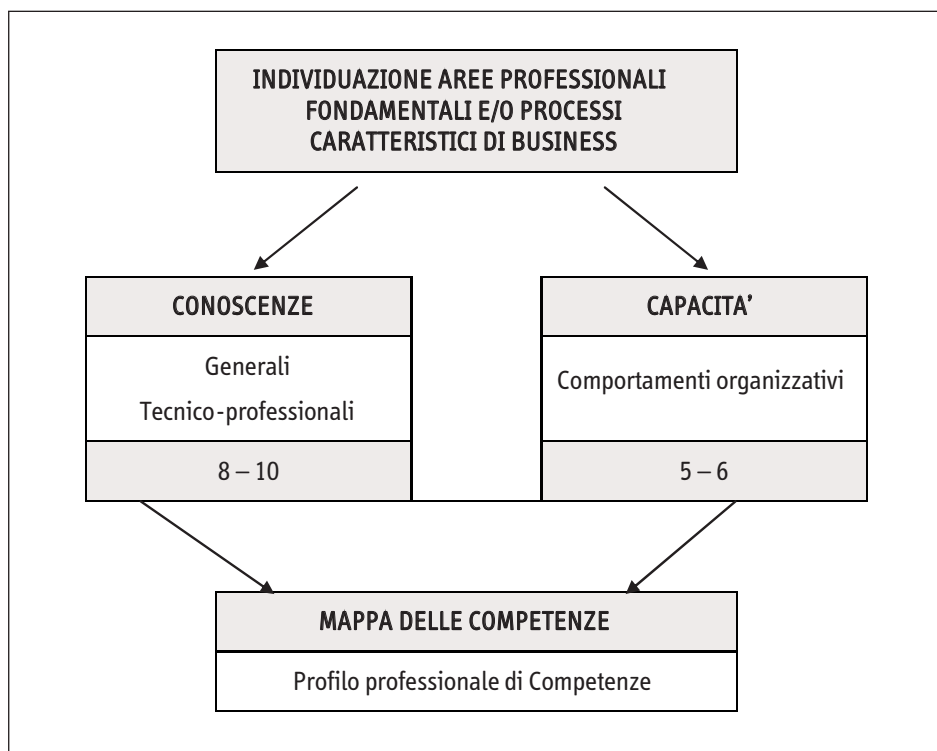 INDIVIDUAZIONE AREE PROFESSIONALI
FONDAMENTALI E/O PROCESSI
CARATTERISTICI DI BUSINESS
CONOSCENZE
Generali
Tecnico-professionali
8 – 10
CAPACITA’
Comportamenti organizzativi
5 – 6
MAPPA DELLE COMPETENZE
Profilo professionale di Competenze